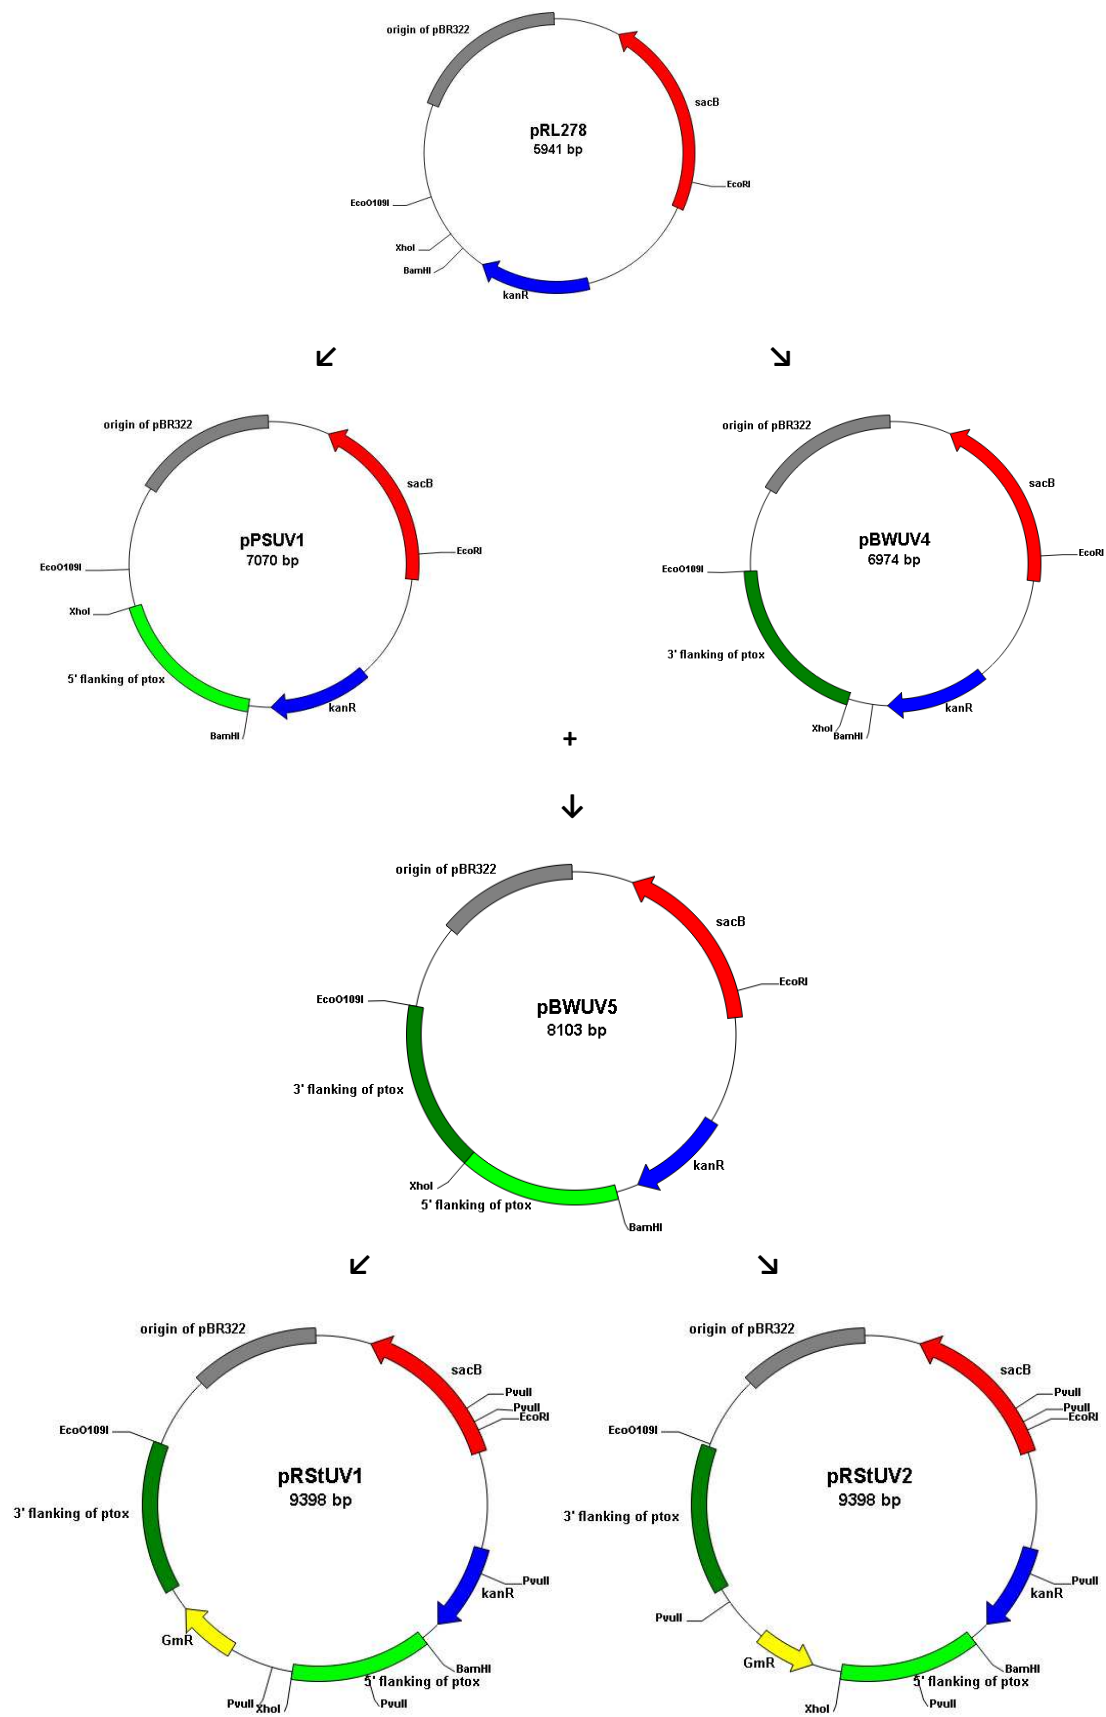 origin of pBR322
sacB
pRL278
5941 bp
EcoRI
EcoO109I
XhoI
BamHI
kanR
origin of pBR322
sacB
pPSUV1
7070 bp
EcoRI
EcoO109I
XhoI
5' flanking of ptox
kanR
BamHI
origin of pBR322
sacB
pBWUV4
6974 bp
EcoRI
EcoO109I
3' flanking of ptox
kanR
XhoI
BamHI
+
origin of pBR322
sacB
EcoRI
EcoO109I
pBWUV5
8103 bp
3' flanking of ptox
kanR
XhoI
5' flanking of ptox
BamHI
origin of pBR322
sacB
PvuII
PvuII
EcoRI
EcoO109I
pRStUV1
9398 bp
3' flanking of ptox
PvuII
kanR
GmR
BamHI
5' flanking of ptox
PvuII
XhoI
PvuII
origin of pBR322
sacB
PvuII
PvuII
EcoRI
EcoO109I
pRStUV2
9398 bp
3' flanking of ptox
PvuII
kanR
PvuII
GmR
BamHI
5' flanking of ptox
XhoI
PvuII